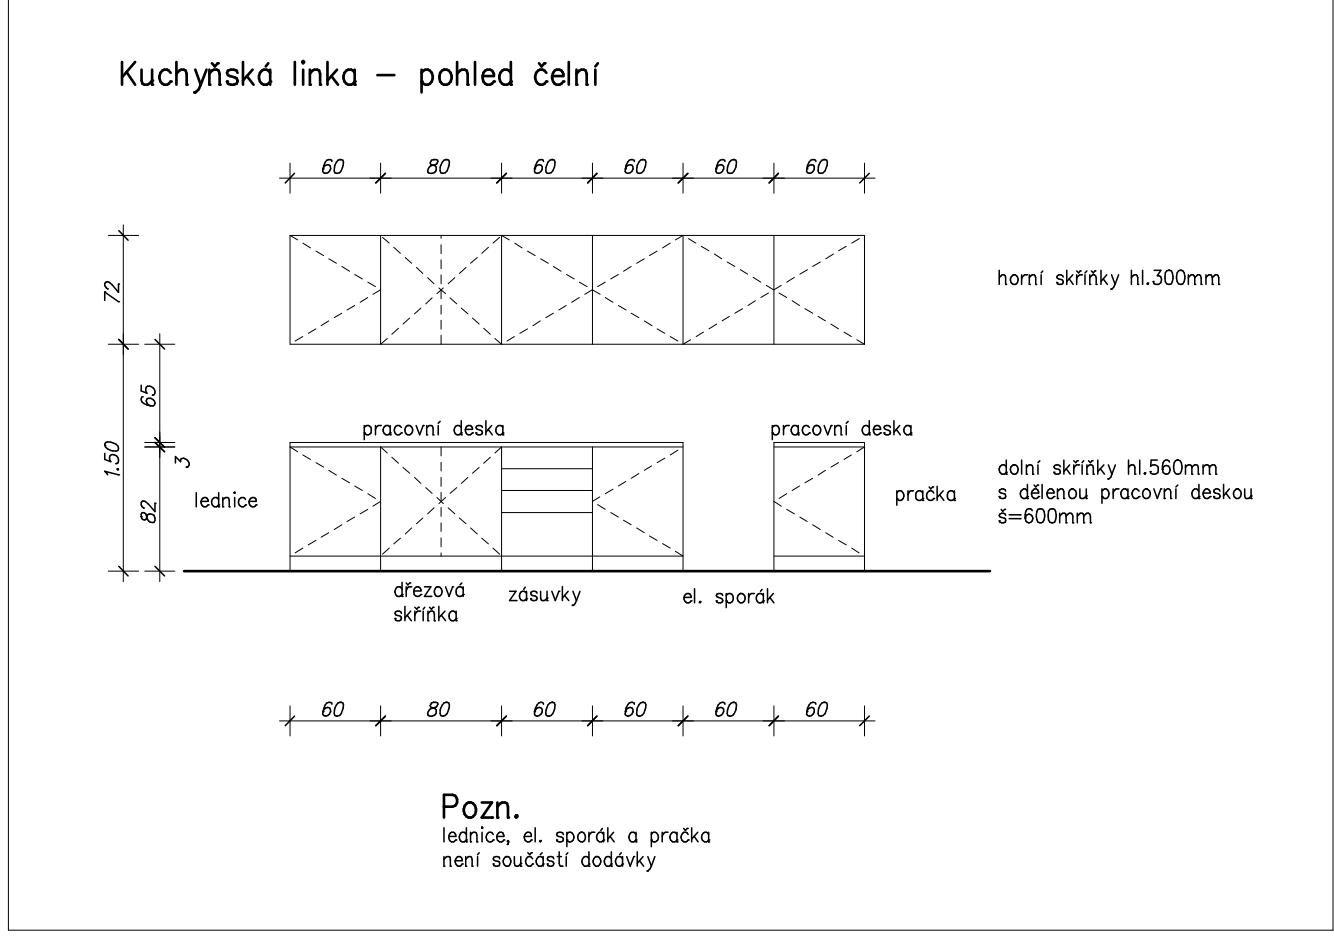 Kuchyňská linka – pohled čelní
60 80 60 60 60 60
72
horní skříňky hl.300mm
65
pracovní deska pracovní deska
1.50
3
dolní skříňky hl.560mm
s dělenou pracovní deskou
š=600mm
lednice
82
pračka
dřezová
skříňka
zásuvky
el. sporák
60 80 60 60 60 60
Pozn.
lednice, el. sporák a pračka
není součástí dodávky